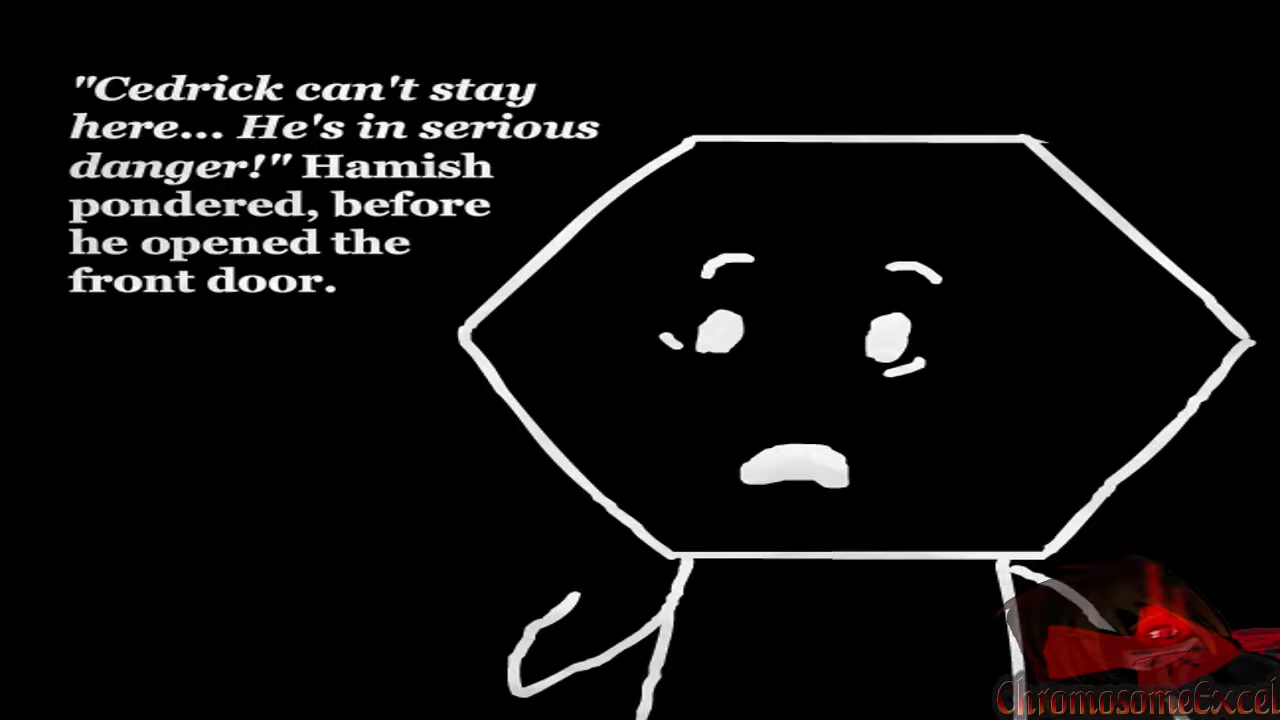 "Cedrick can't stay
here... He's in serious
danger!" Hamish
pondered, before
he opened the
front door.
ChromosomeExcel